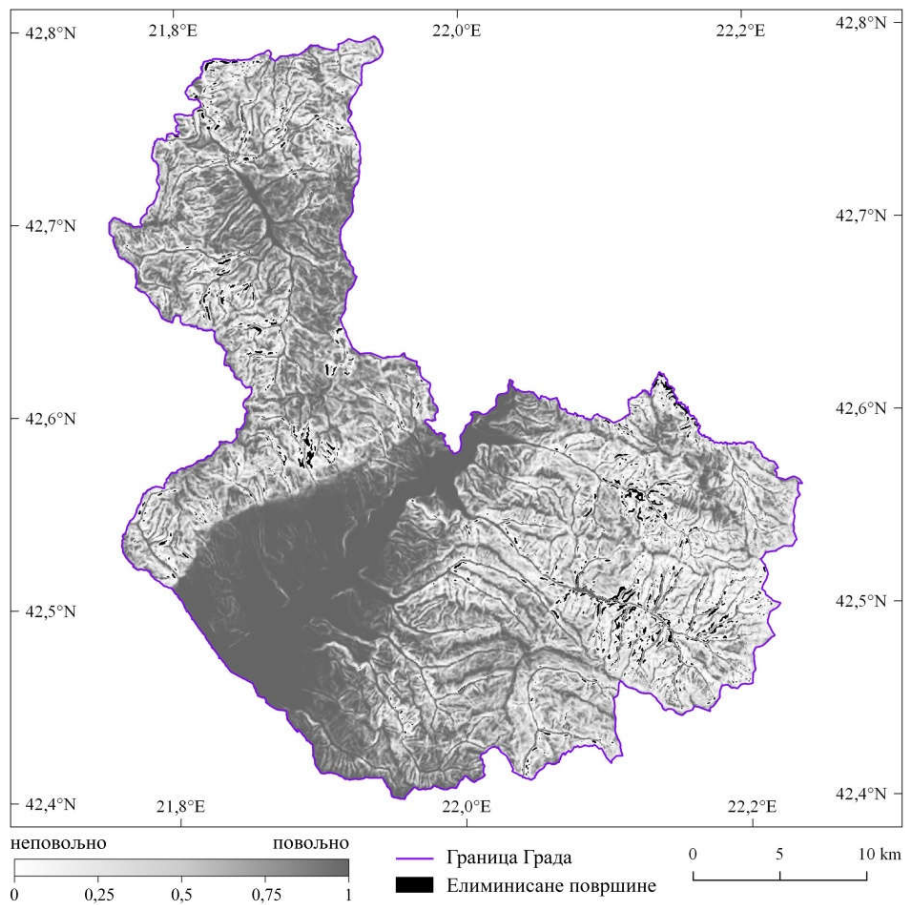 42,8°N
21,8°E
22,0°E
22,2°E
42,8°N
42,7°N
42,7°N
42,6°N
42,6°N
42,5°N
42,5°N
42,4°N
21,8°E
22,0°E
22,2°E
42,4°N
неповољно
повољно
0
0,25
0,5
0,75
1
Граница Града
Елиминисане површине
0
5
10 km